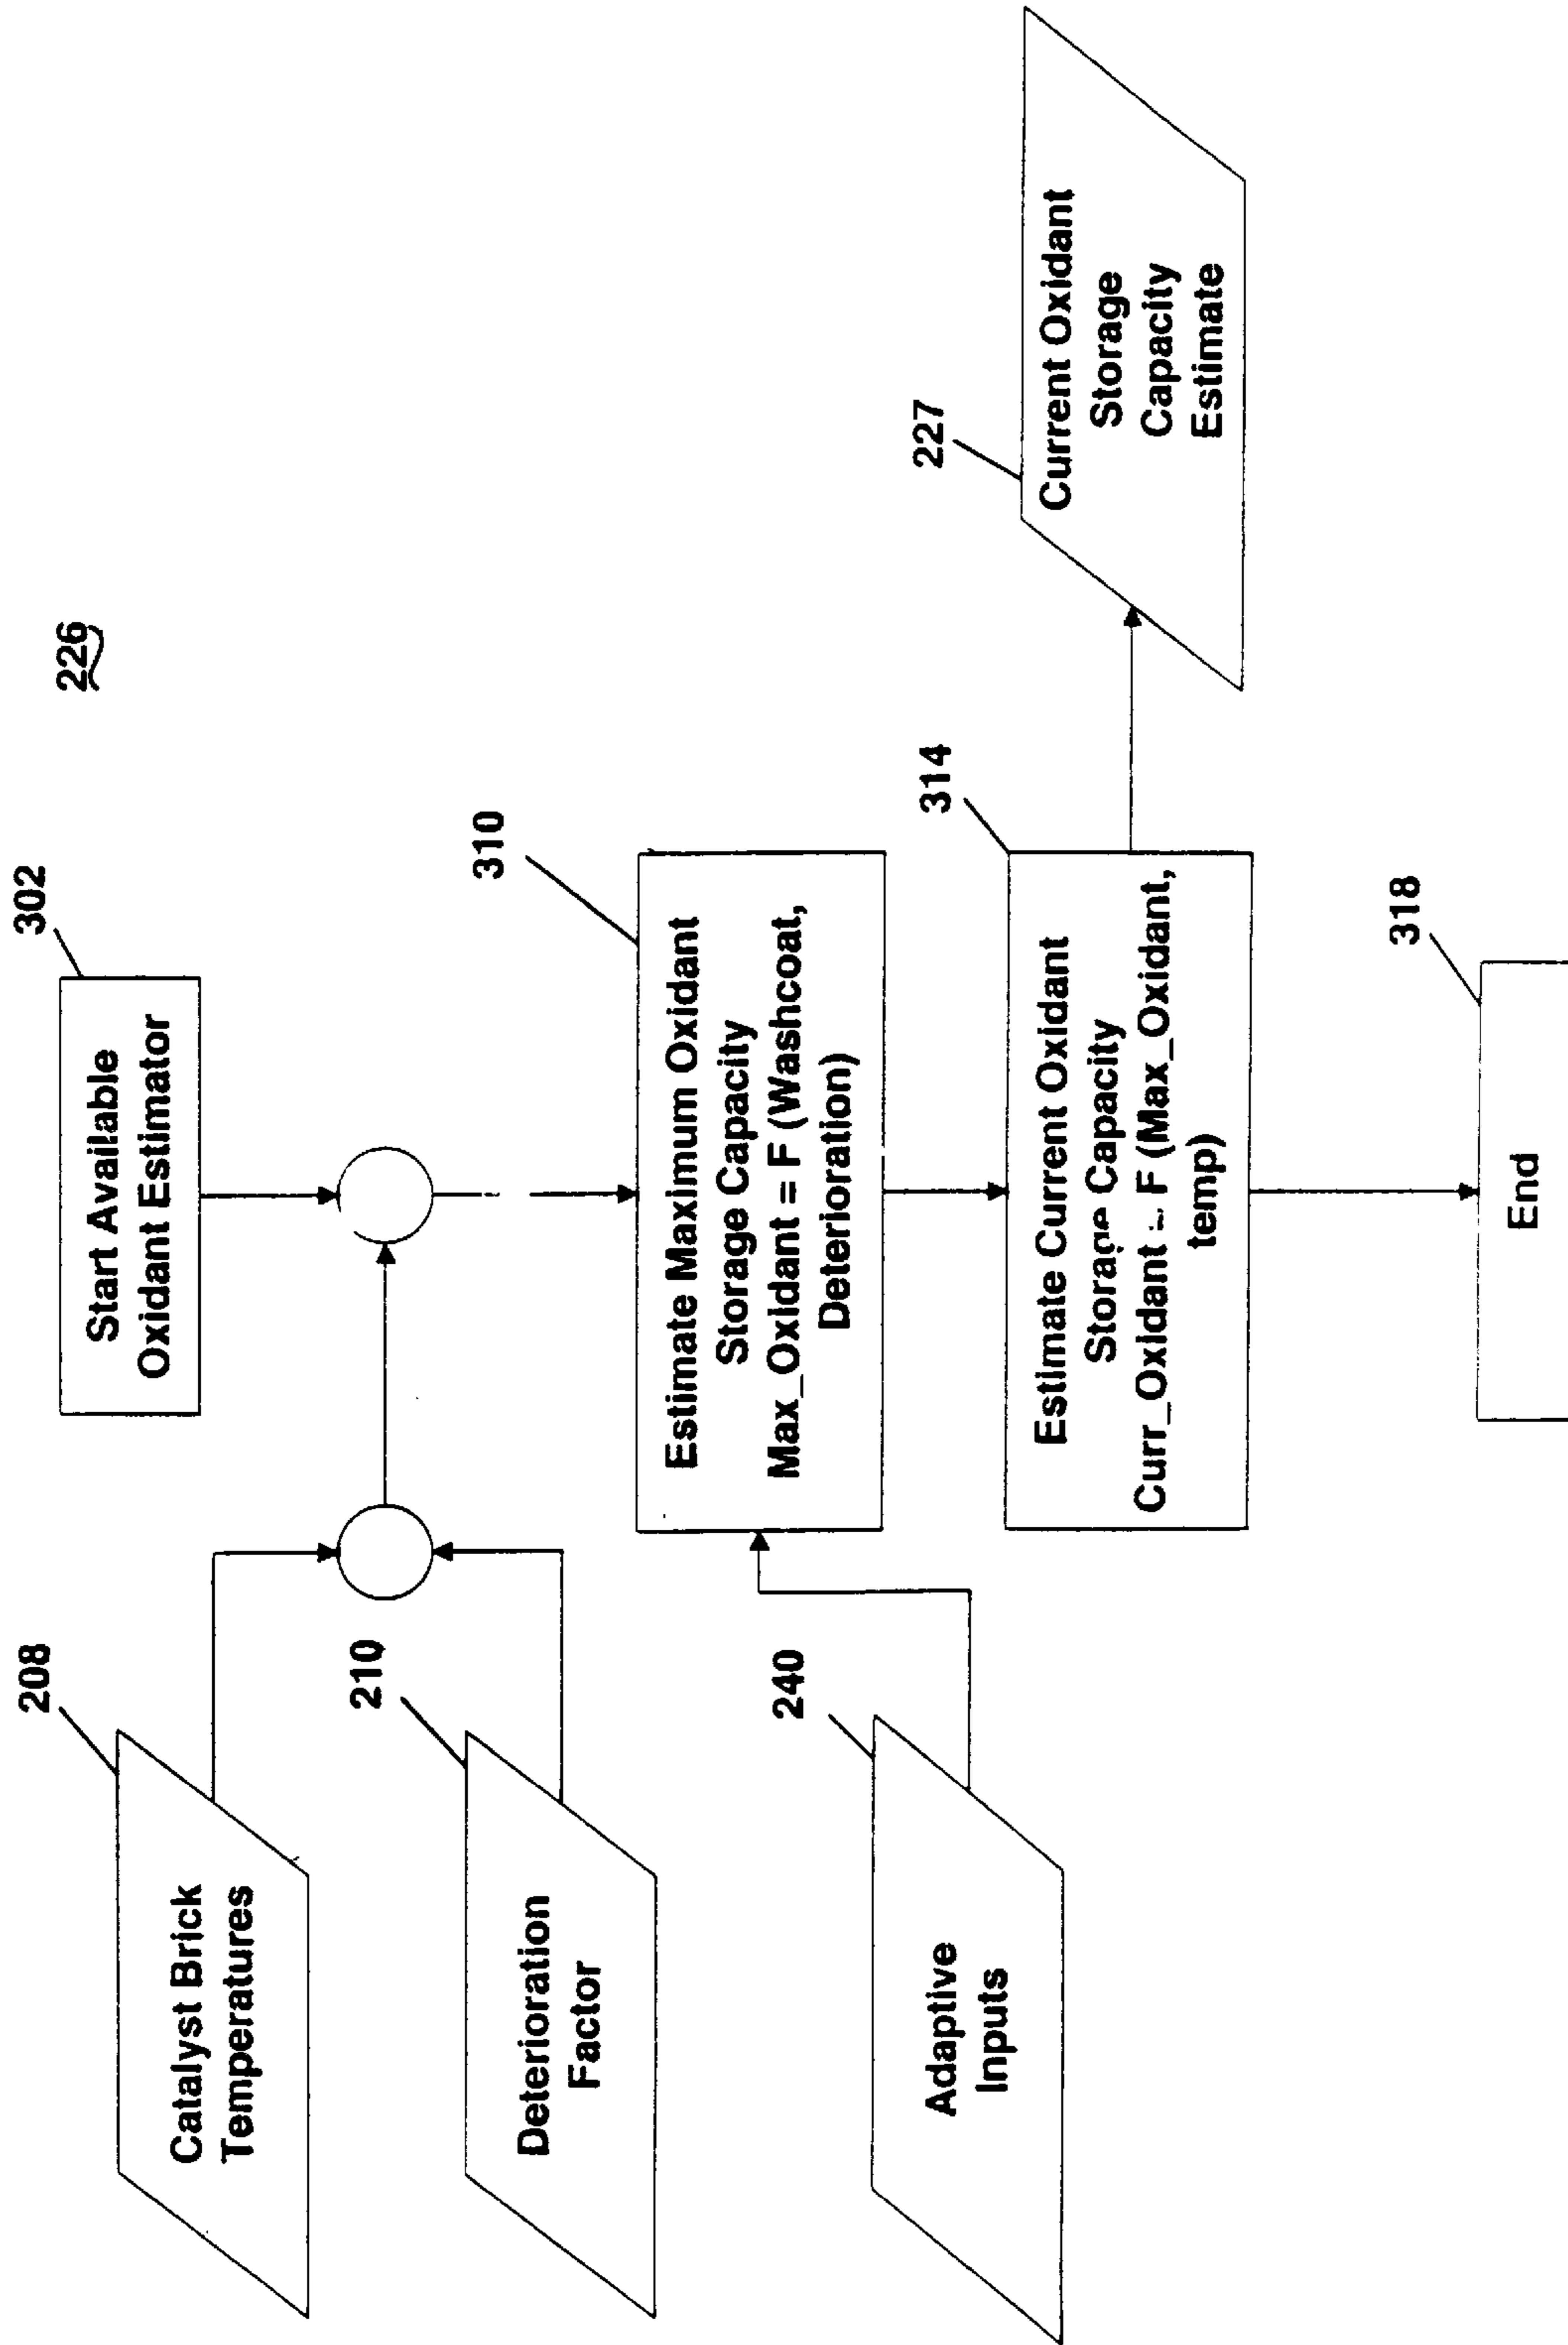 226
302
Start Available
Oxidant Estimator
208
Catalyst Brick
Temperatures
210
Deterioration
Factor
310
Estimate Maximum Oxidant
Storage Capacity
Max_Oxidant = F (Washcoat,
Deterioration)
240
Adaptive
Inputs
314
Estimate Current Oxidant
Storage Capacity
Curr_Oxidant = F (Max_Oxidant,
temp)
227
Current Oxidant
Storage
Capacity
Estimate
318
End